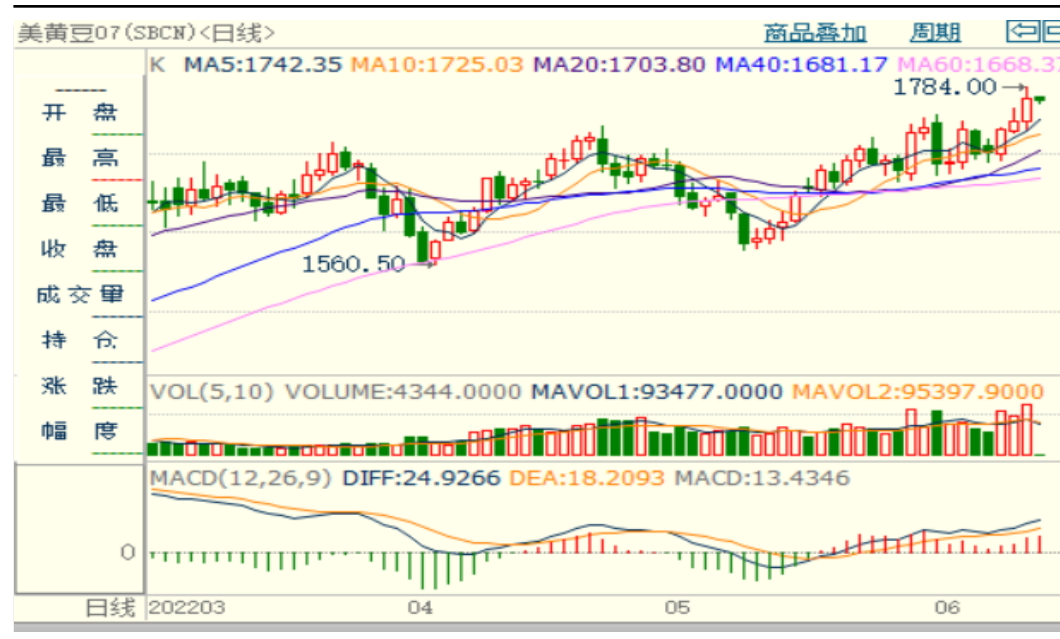 美黄豆07(SBCN)<日线> 商品叠加 周期
K MA5:1742.35 MA10:1725.03 MA20:1703.80 MA40:1681.17 MA60:1668.37
1784.00
开 盘
最 高
最 低
收 盘
1560.50
成 交 量
持 仓
涨 跌
VOL(5,10) VOLUME:4344.0000 MAVOL1:93477.0000 MAVOL2:95397.9000
幅 度
MACD(12,26,9) DIFF:24.9266 DEA:18.2093 MACD:13.4346
0
日线 202203 04 05 06